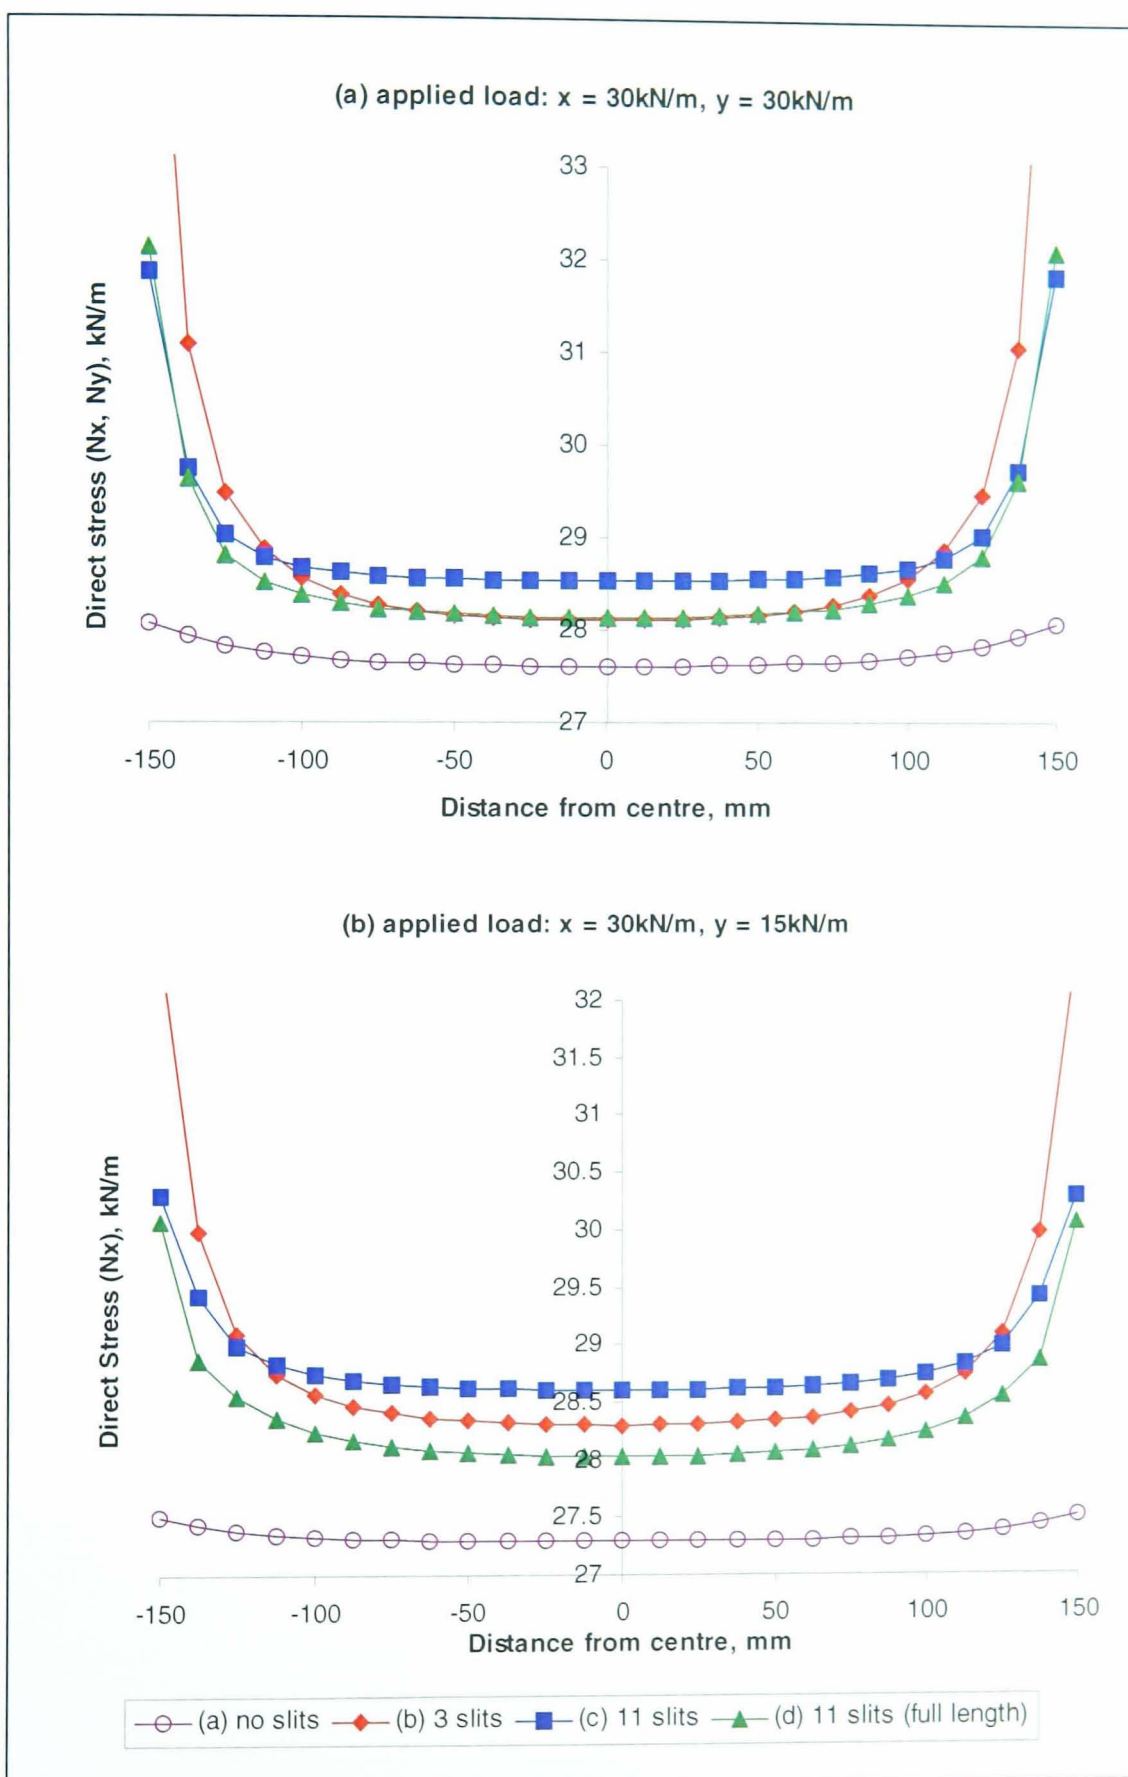 (a) applied load: x = 30kN/m, y = 30kN/m
33
32
31
30
29
28
27
Direct stress (Nx, Ny), kN/m
-150 -100 -50 0 50 100 150
Distance from centre, mm
(b) applied load: x = 30kN/m, y = 15kN/m
32
31.5
31
30.5
30
29.5
29
28.5
28
27.5
27
Direct Stress (Nx), kN/m
-150 -100 -50 0 50 100 150
Distance from centre, mm
(a) no slits (b) 3 slits (c) 11 slits (d) 11 slits (full length)